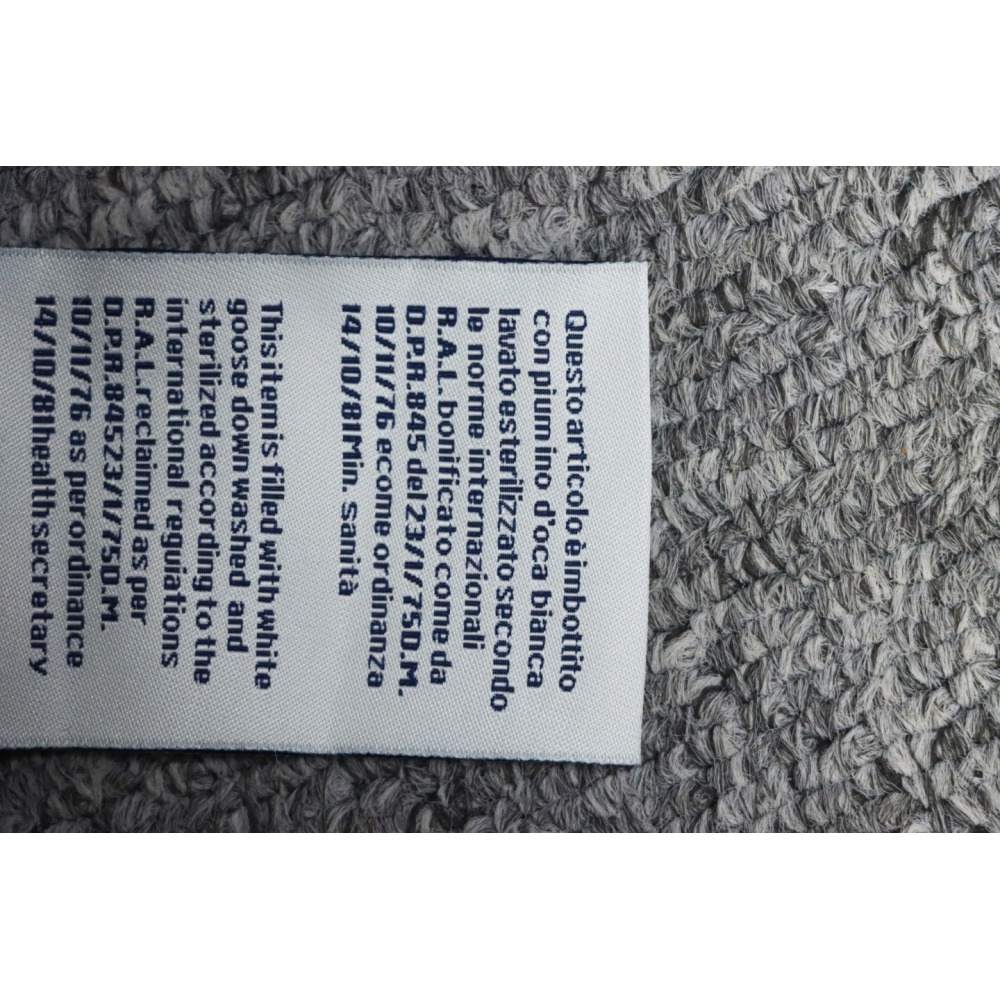 Questo articolo è imbottito
con piumino d'oca bianca
lavato e sterilizzato secondo
le norme internazionali
R.A.L. bonificato come da
D.P.R. 845 del 23/1/75 D.M.
10/11/76 e come ordinanza
14/10/81 Min. sanità
This item is filled with white
goose down washed and
sterilized according to the
international regulations
R.A.L. reclaimed as per
D.P.R. 845 23/1/75 D.M.
10/11/76 as per ordinance
14/10/81 health secretary